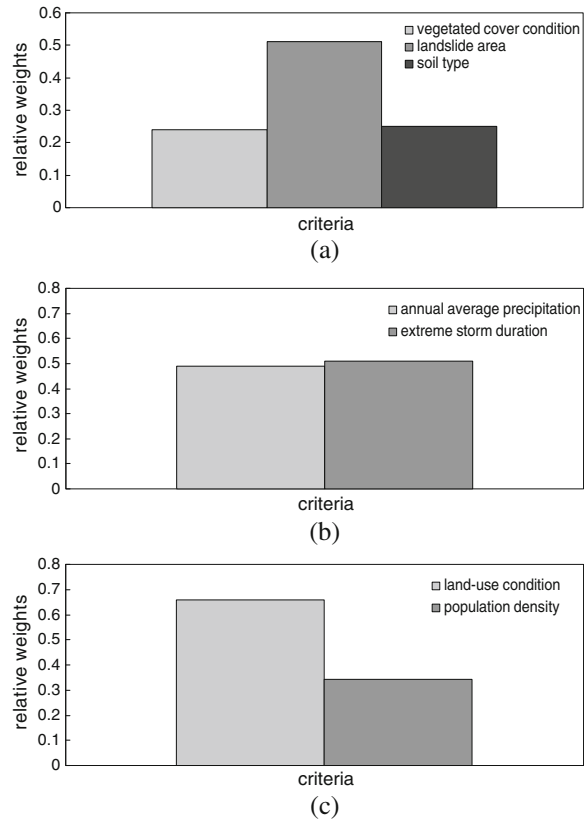 vegetated cover condition
landslide area
soil type
relative weights
0.6
0.5
0.4
0.3
0.2
0.1
0
criteria
(a)
annual average precipitation
extreme storm duration
relative weights
0.8
0.7
0.6
0.5
0.4
0.3
0.2
0.1
0
criteria
(b)
land-use condition
population density
relative weights
0.8
0.7
0.6
0.5
0.4
0.3
0.2
0.1
0
criteria
(c)